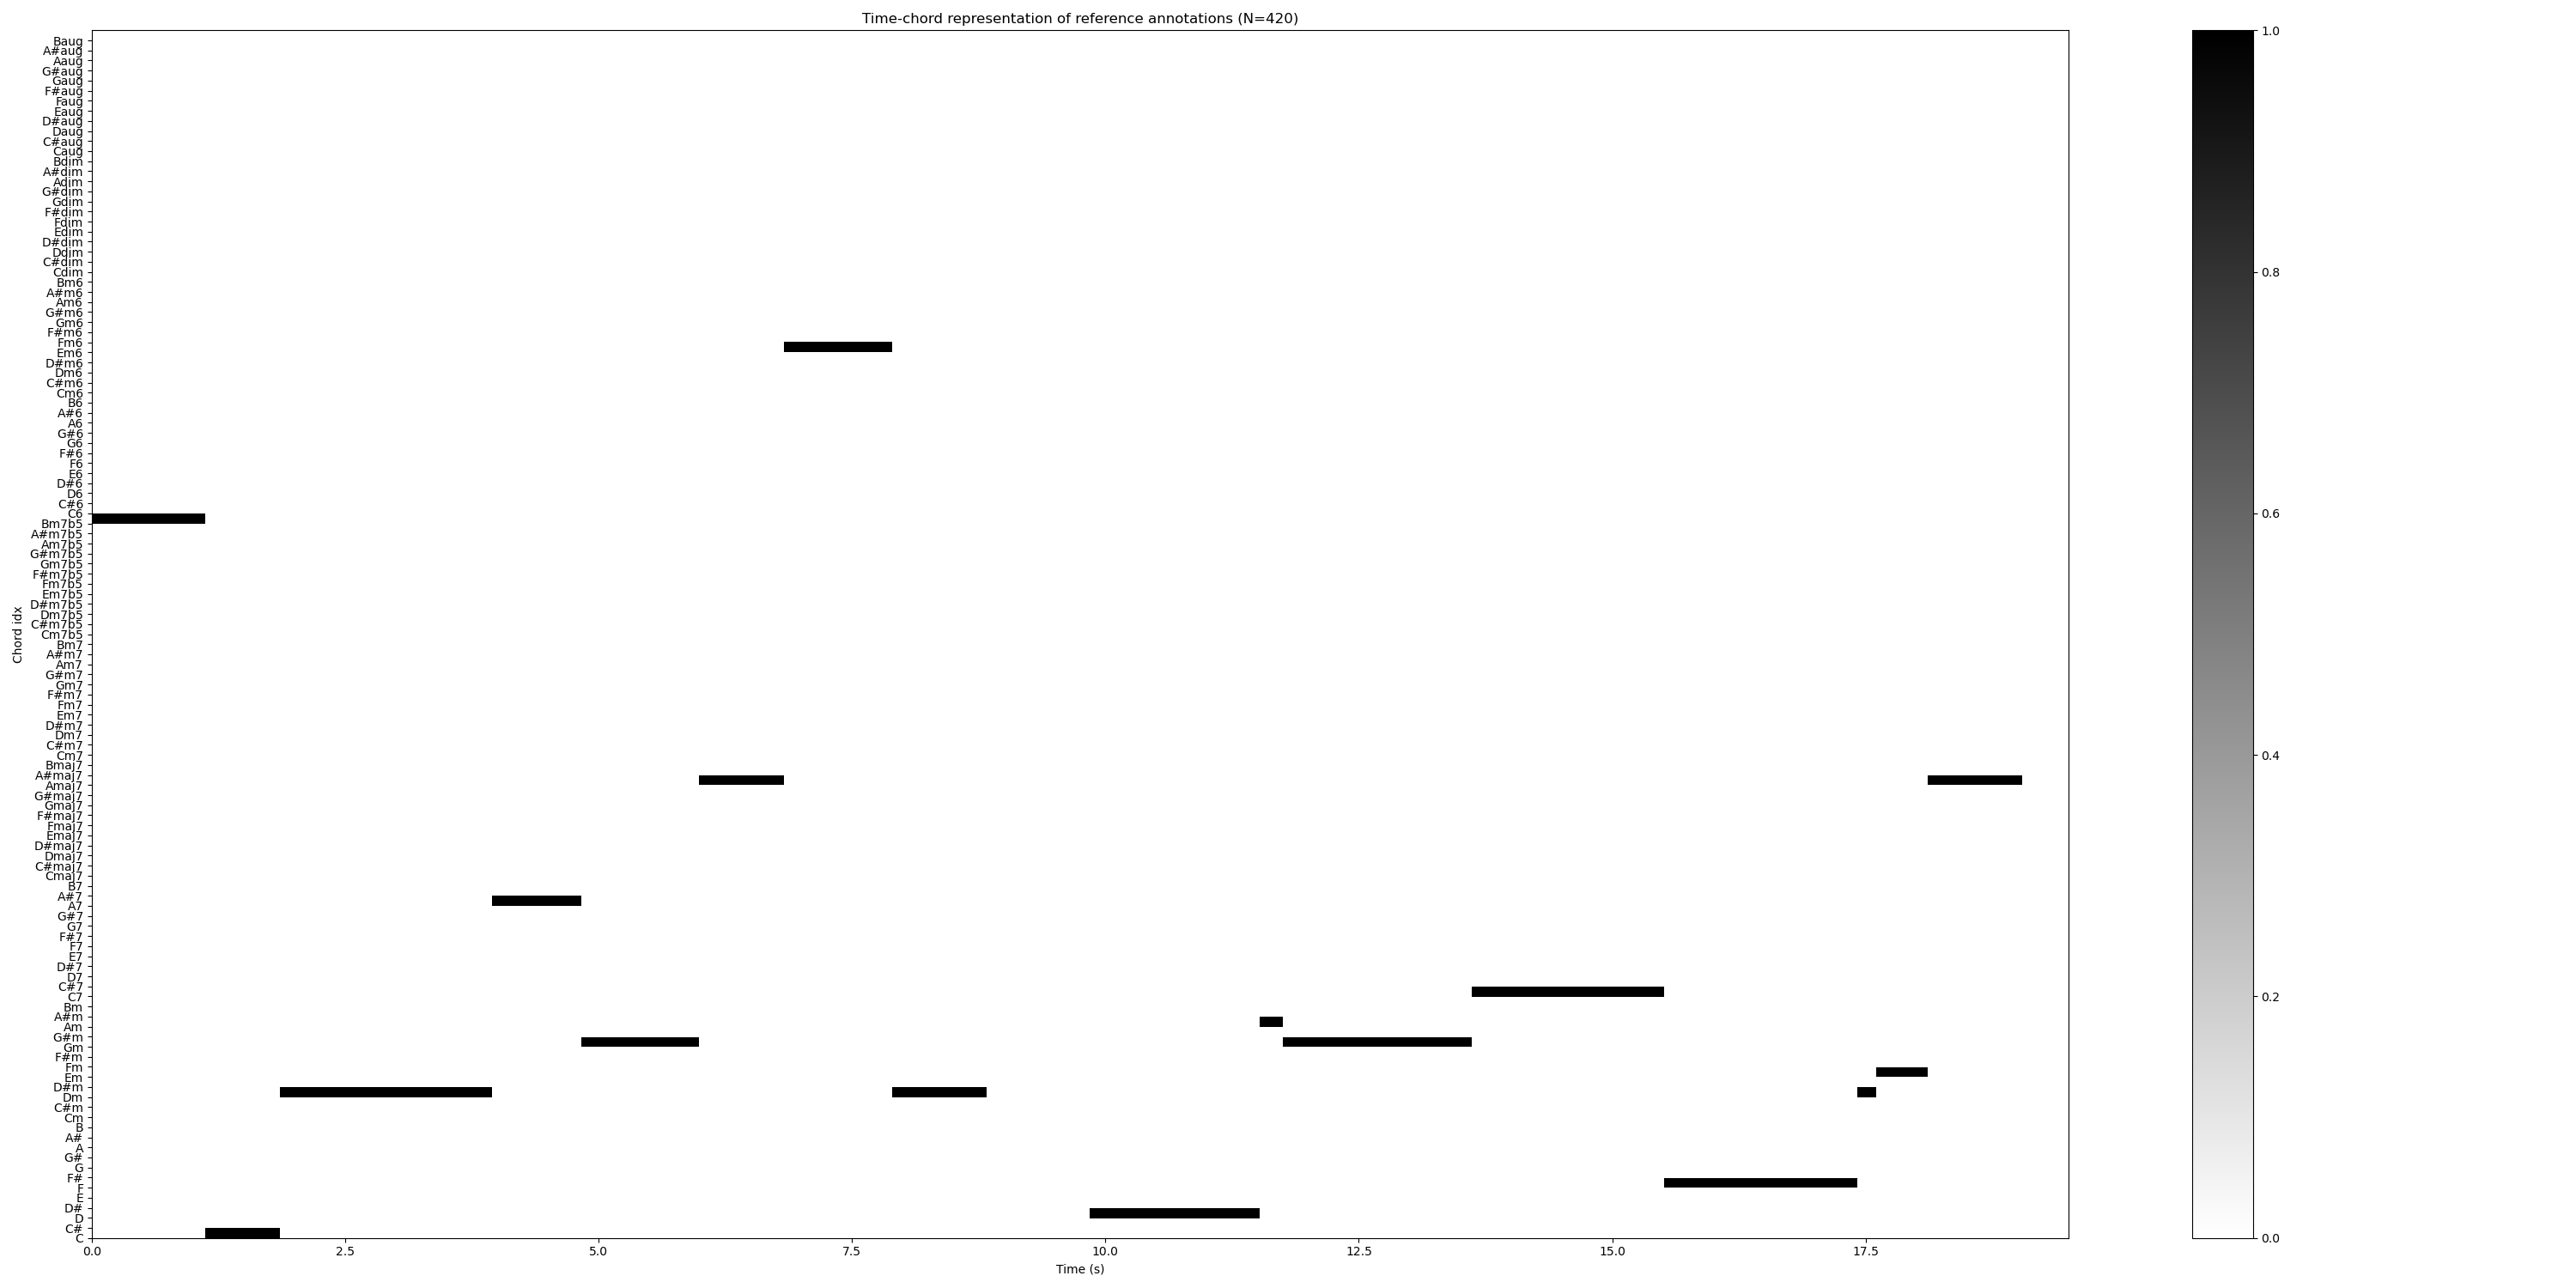 Time-chord representation of reference annotations (N=420)
Baug
A#aug
Aaug
G#aug
Gaug
F#aug
Faug
Eaug
D#aug
Daug
C#aug
Caug
Bdim
A#dim
Adim
G#dim
Gdim
F#dim
Fdim
Edim
D#dim
Ddim
C#dim
Cdim
Bm6
A#m6
Am6
G#m6
Gm6
F#m6
Fm6
Em6
D#m6
Dm6
C#m6
Cm6
B6
A#6
A6
G#6
G6
F#6
F6
E6
D#6
D6
C#6
C6
Bm7b5
A#m7b5
Am7b5
G#m7b5
Gm7b5
F#m7b5
Fm7b5
Em7b5
D#m7b5
Dm7b5
C#m7b5
Cm7b5
Bm7
A#m7
Am7
G#m7
Gm7
F#m7
Fm7
Em7
D#m7
Dm7
C#m7
Cm7
Bmaj7
A#maj7
Amaj7
G#maj7
Gmaj7
F#maj7
Fmaj7
Emaj7
D#maj7
Dmaj7
C#maj7
Cmaj7
B7
A#7
A7
G#7
G7
F#7
F7
E7
D#7
D7
C#7
C7
Bm
A#m
Am
G#m
Gm
F#m
Fm
Em
D#m
Dm
C#m
Cm
B
A#
A
G#
G
F#
F
E
D#
D
C#
C
Chord idx
0.0 2.5 5.0 7.5 10.0 12.5 15.0 17.5
Time (s)
1.0
0.8
0.6
0.4
0.2
0.0